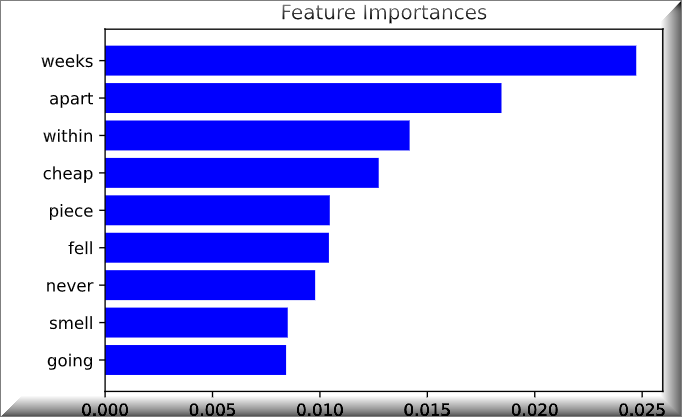 Feature Importances
weeks
apart
within
cheap
piece
fell
never
smell
going
0.000 0.005 0.010 0.015 0.020 0.025